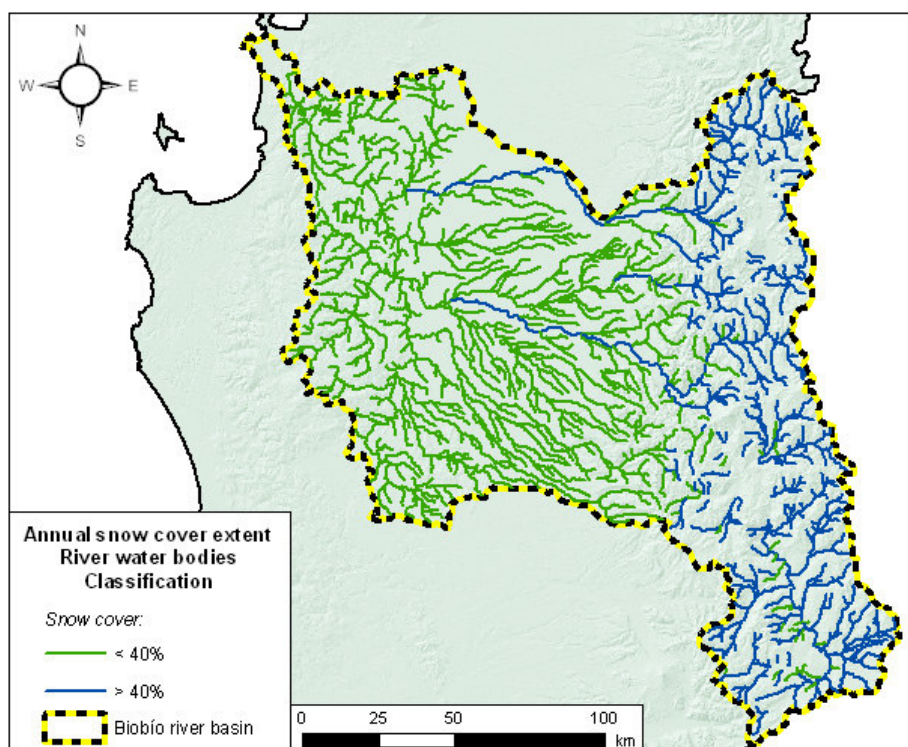 N
W E
S
Annual snow cover extent
River water bodies
Classification
Snow cover:
< 40%
> 40%
Biobío river basin
0 25 50 100
km